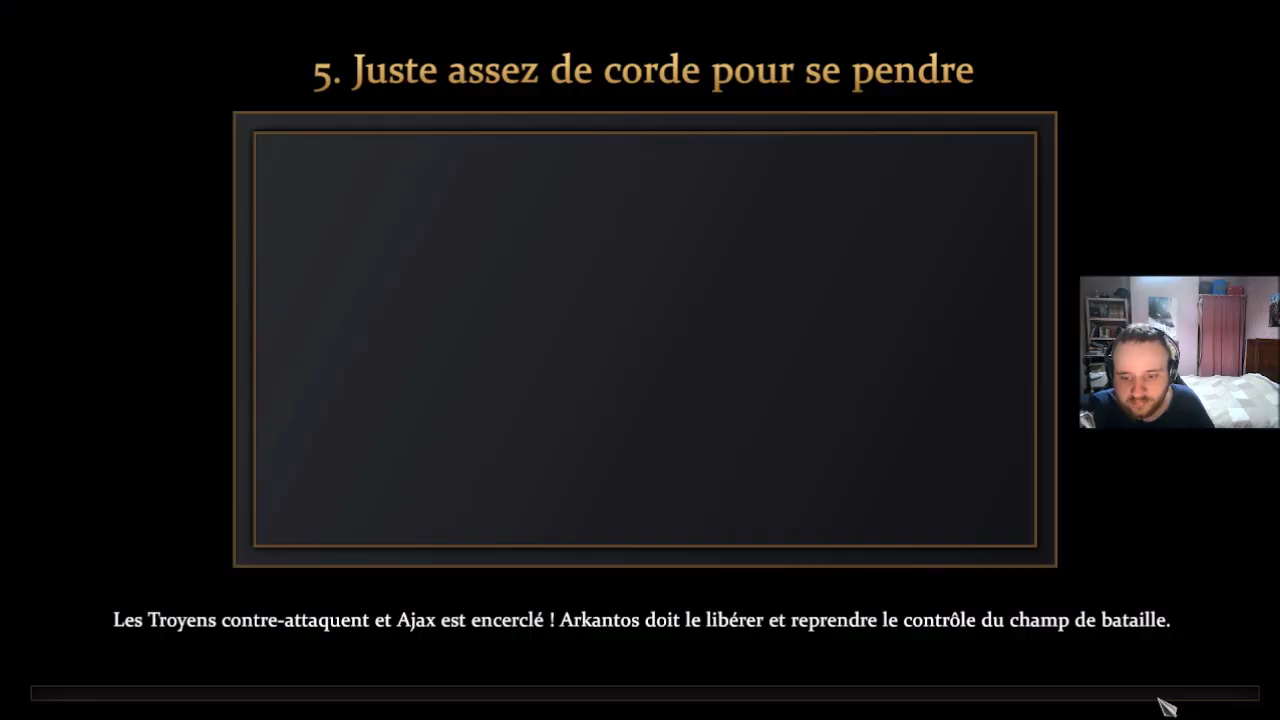 5. Juste assez de corde pour se pendre
Les Troyens contre-attaquent et Ajax est encerclé ! Arkantos doit le libérer et reprendre le contrôle du champ de bataille.